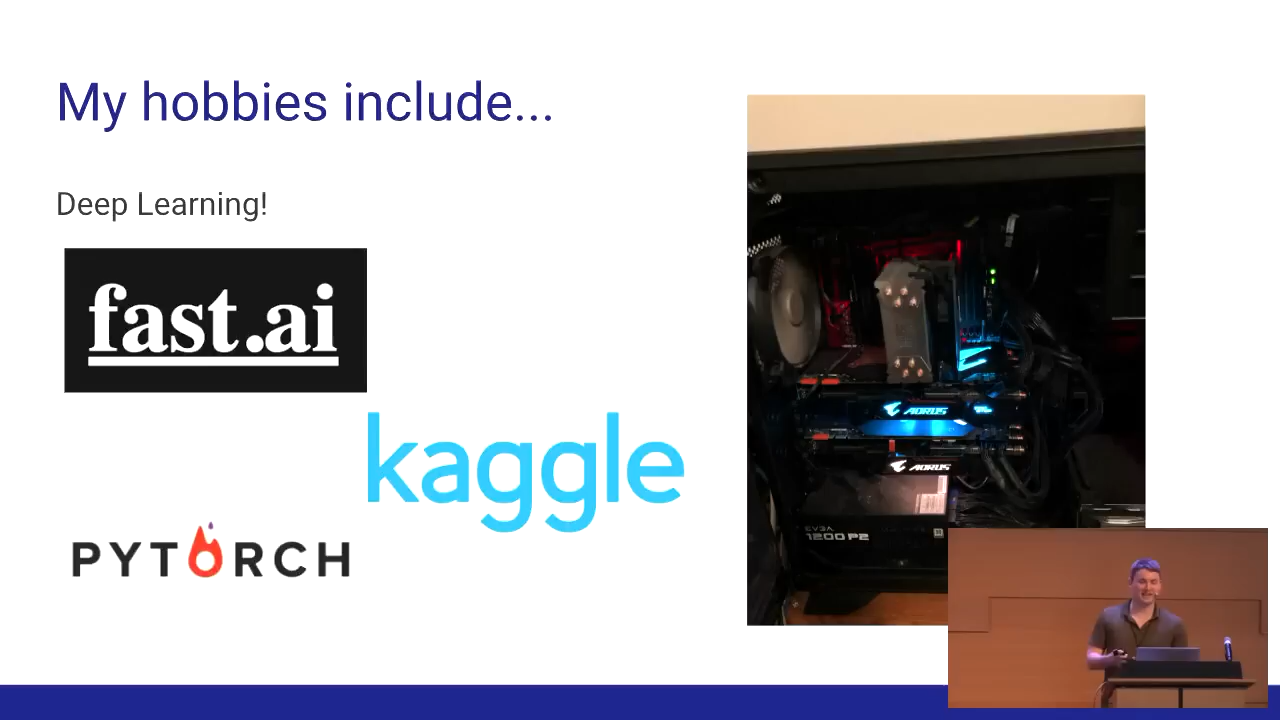 My hobbies include...
Deep Learning!
fast.ai
kaggle
PYTORCH
AORUS
AORUS
EVGA
1200 P2